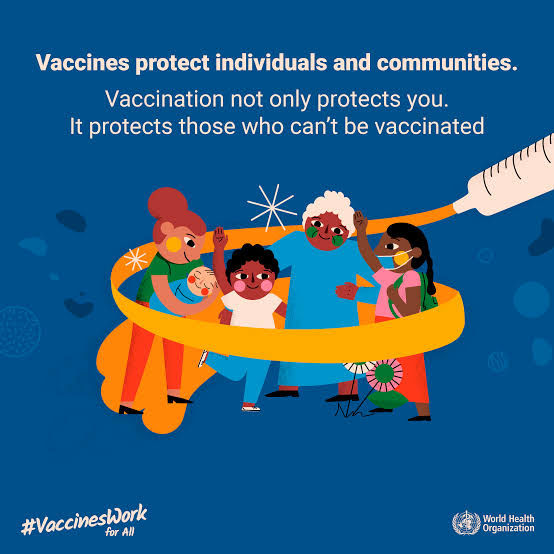 Vaccines protect individuals and communities.
Vaccination not only protects you.
It protects those who can’t be vaccinated
#VaccinesWork
for All
World Health
Organization